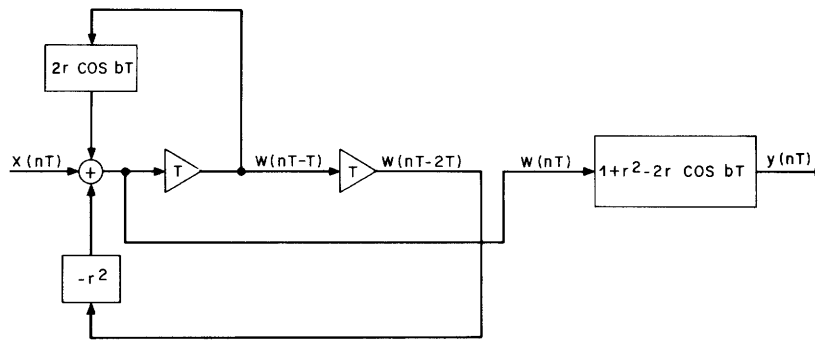 2r COS bT
X(nT)
+
T
W(nT-T)
T
W(nT-2T)
W(nT)
1+r²-2r COS bT
y(nT)
-r²